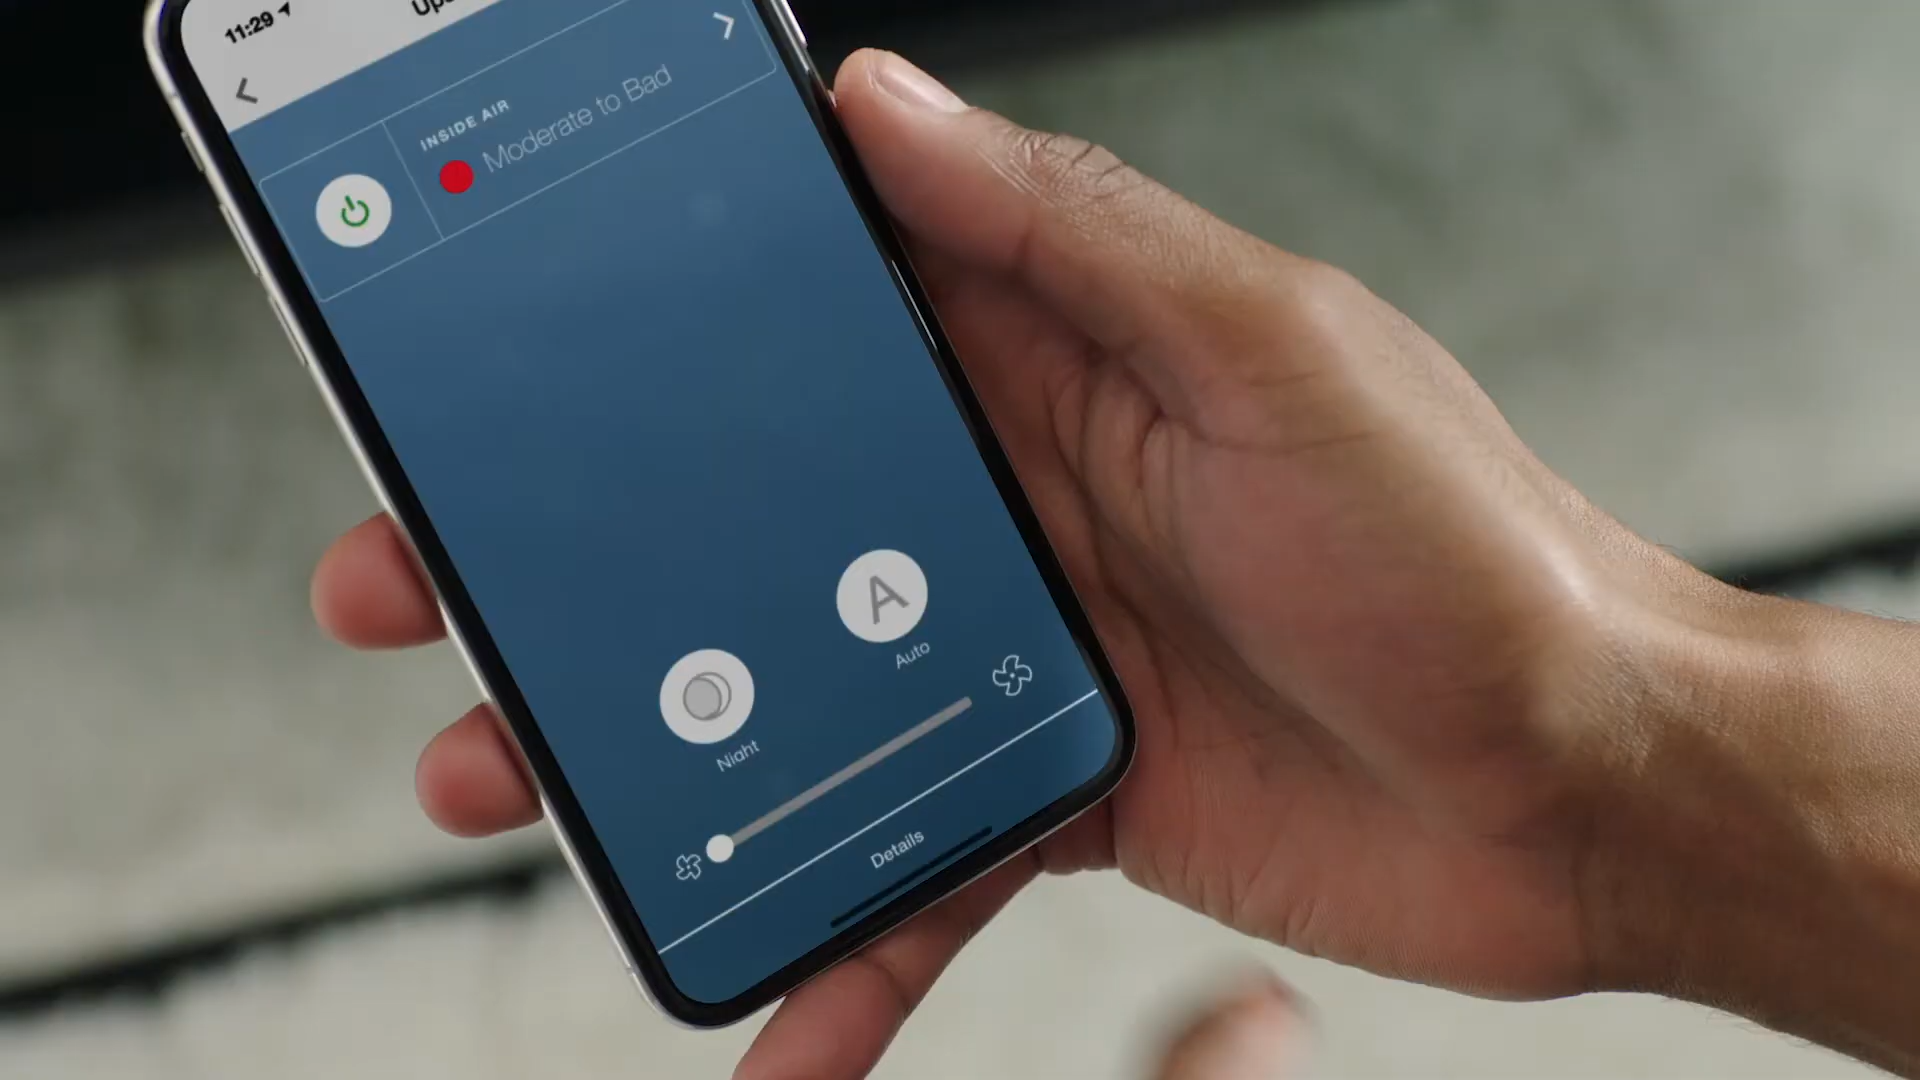 11:29
INSIDE AIR
Moderate to Bad
A
Auto
Night
Details